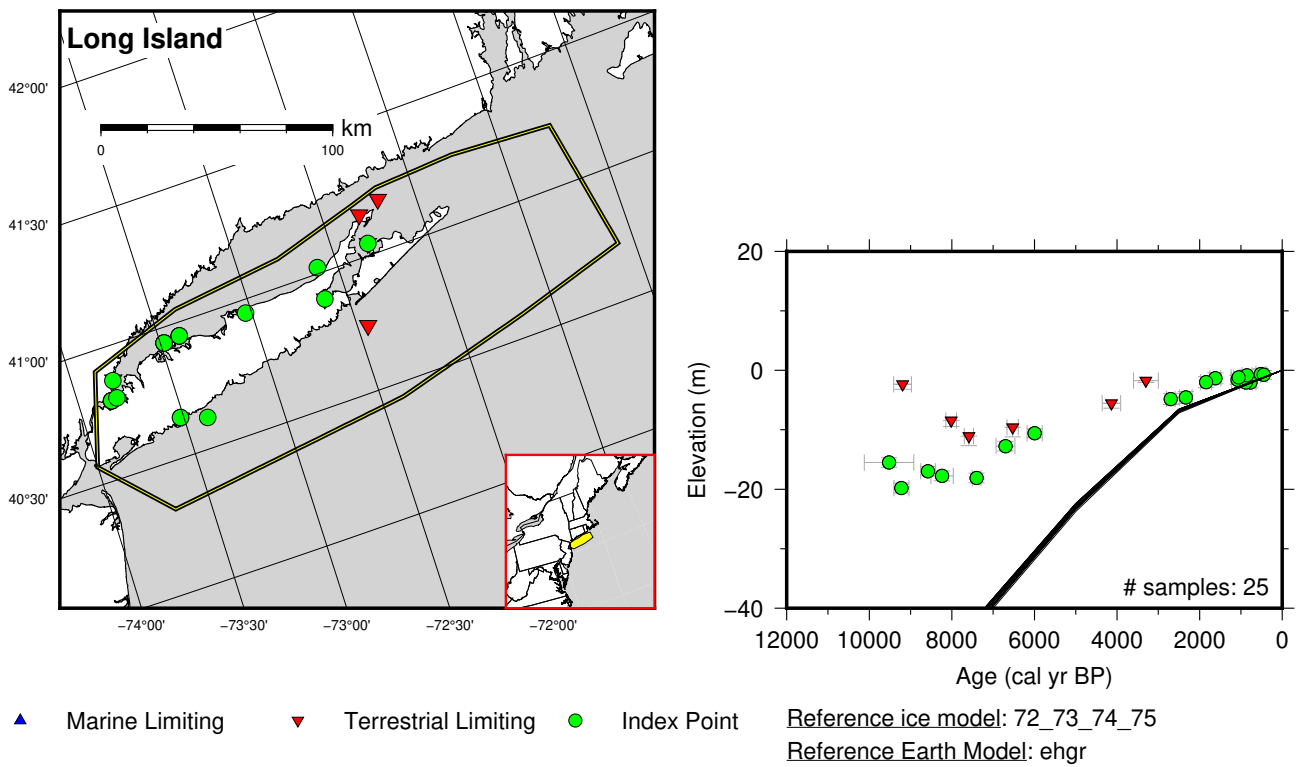 Long Island
42°00'
41°30'
41°00'
40°30'
km
0
100
−74°00'
−73°30'
−73°00'
−72°30'
−72°00'
20
0
−20
−40
Elevation (m)
# samples: 25
12000
10000
8000
6000
4000
2000
0
Age (cal yr BP)
Marine Limiting
Terrestrial Limiting
Index Point
Reference ice model: 72_73_74_75
Reference Earth Model: ehgr